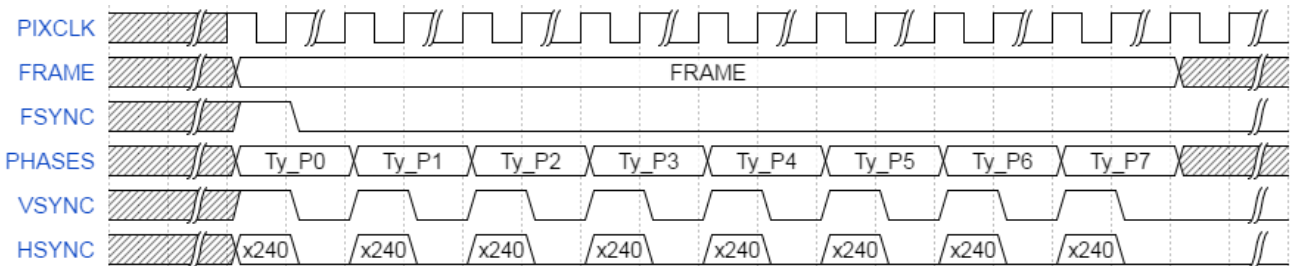 PIXCLK
FRAME FRAME
FSYNC
PHASES Ty_P0 Ty_P1 Ty_P2 Ty_P3 Ty_P4 Ty_P5 Ty_P6 Ty_P7
VSYNC
HSYNC x240 x240 x240 x240 x240 x240 x240 x240